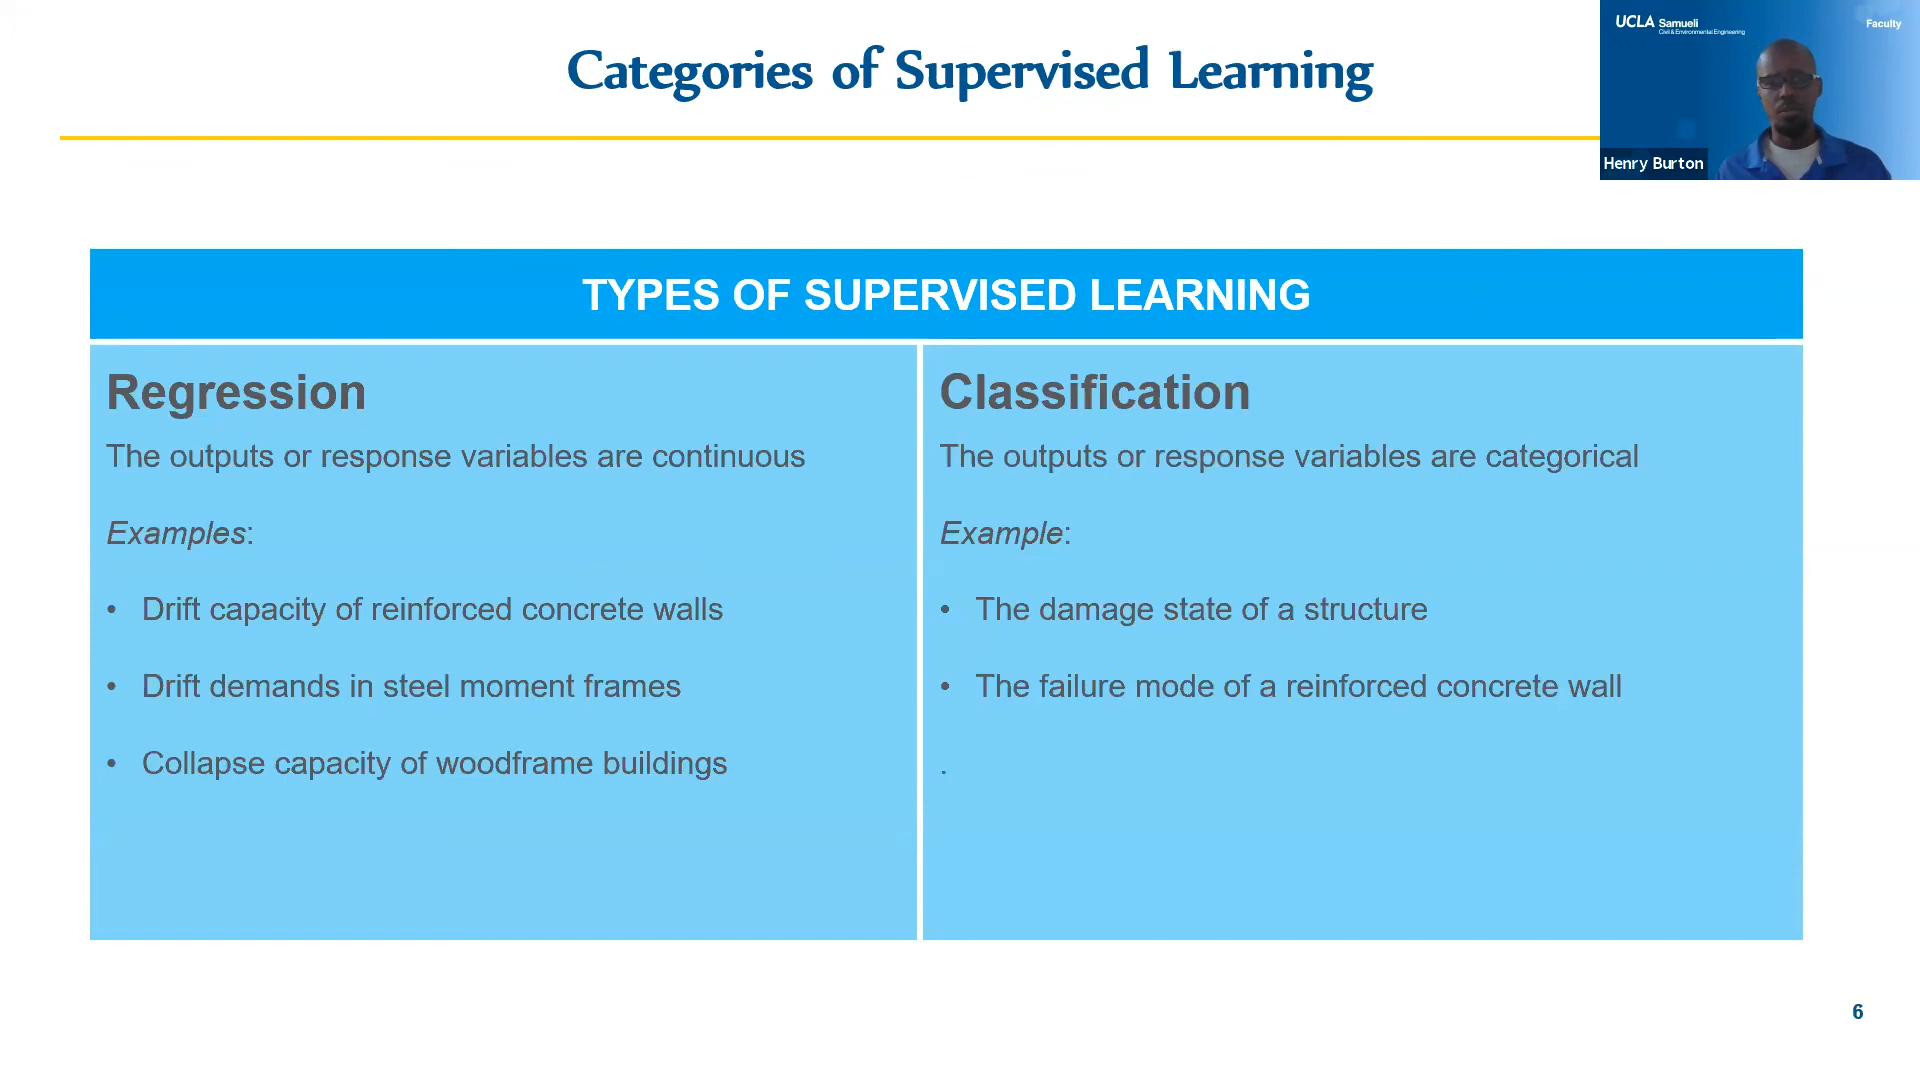 Categories of Supervised Learning
UCLA Samueli
Civil & Environmental Engineering
Faculty
Henry Burton
TYPES OF SUPERVISED LEARNING
Regression
The outputs or response variables are continuous
Examples:
• Drift capacity of reinforced concrete walls
• Drift demands in steel moment frames
• Collapse capacity of woodframe buildings
Classification
The outputs or response variables are categorical
Example:
• The damage state of a structure
• The failure mode of a reinforced concrete wall
.
6